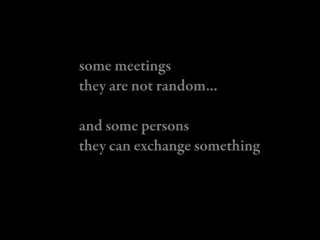 some meetings
they are not random...
and some persons
they can exchange something